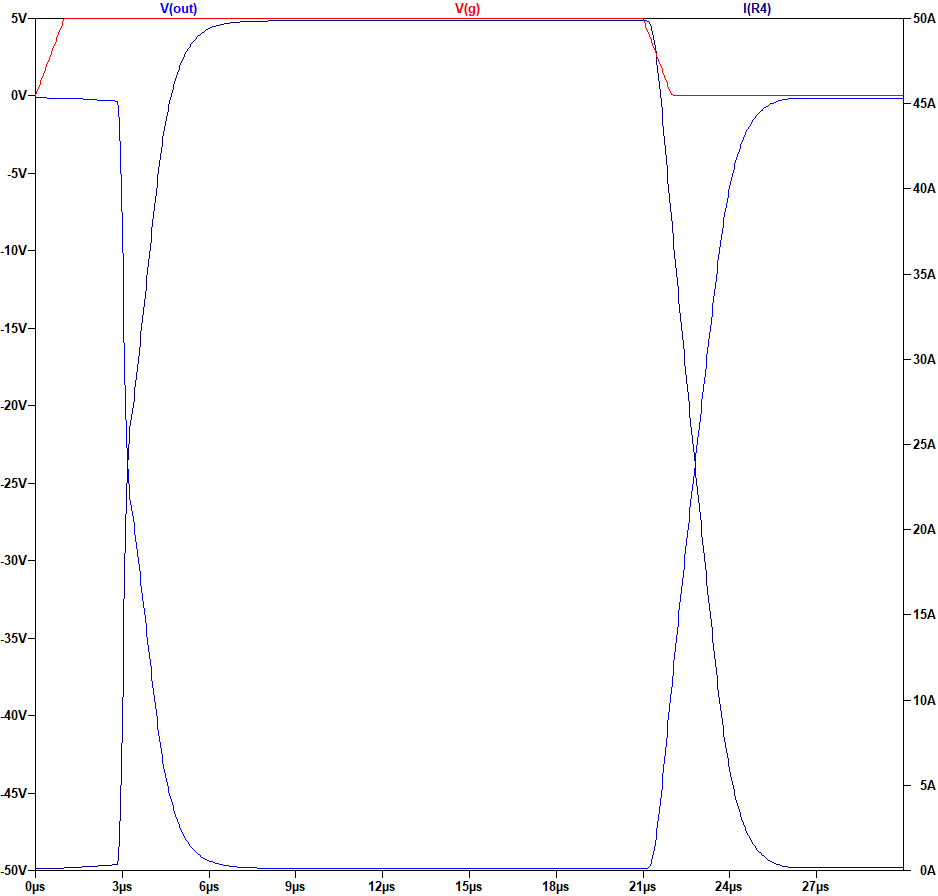 V(out) V(g) I(R4)
5V 50A
0V
45A
-5V
40A
-10V
35A
-15V
30A
-20V
25A
-25V
20A
-30V
15A
-35V
10A
-40V
5A
-45V
-50V 0A
0µs 3µs 6µs 9µs 12µs 15µs 18µs 21µs 24µs 27µs